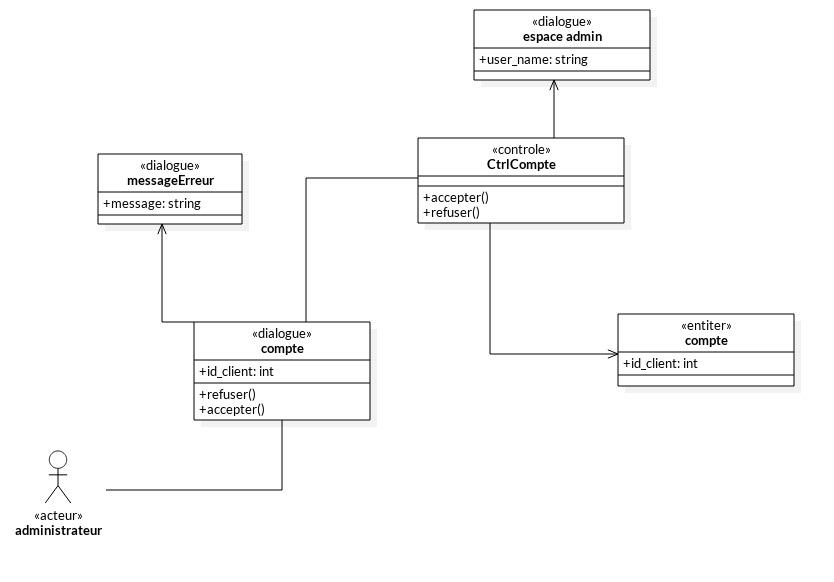 «dialogue»
espace admin
+user_name: string
«controle»
CtrlCompte
+accepter()
+refuser()
«dialogue»
messageErreur
+message: string
«dialogue»
compte
+id_client: int
+refuser()
+accepter()
«entiter»
compte
+id_client: int
«acteur»
administrateur